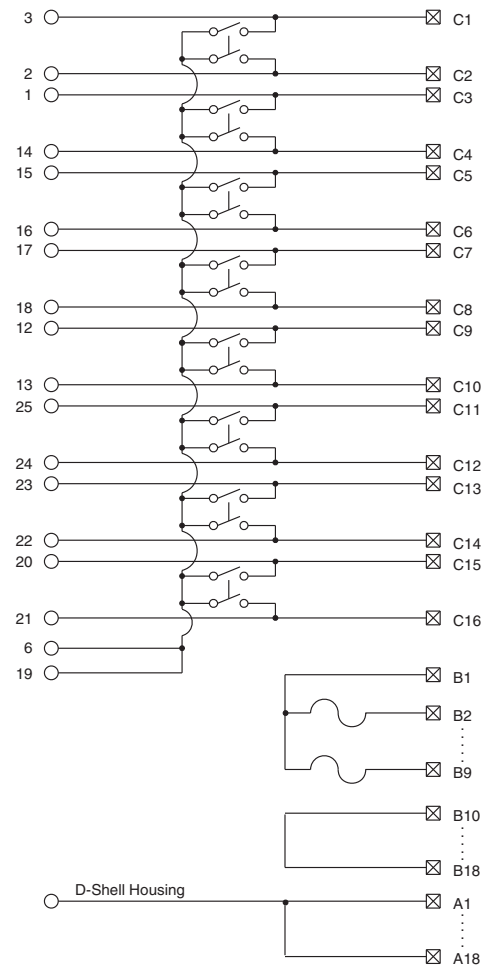 3 C1
2 C2
1 C3
14 C4
15 C5
16 C6
17 C7
18 C8
12 C9
13 C10
25 C11
24 C12
23 C13
22 C14
20 C15
21 C16
6
19
B1
B2
B9
B10
B18
D-Shell Housing A1
A18